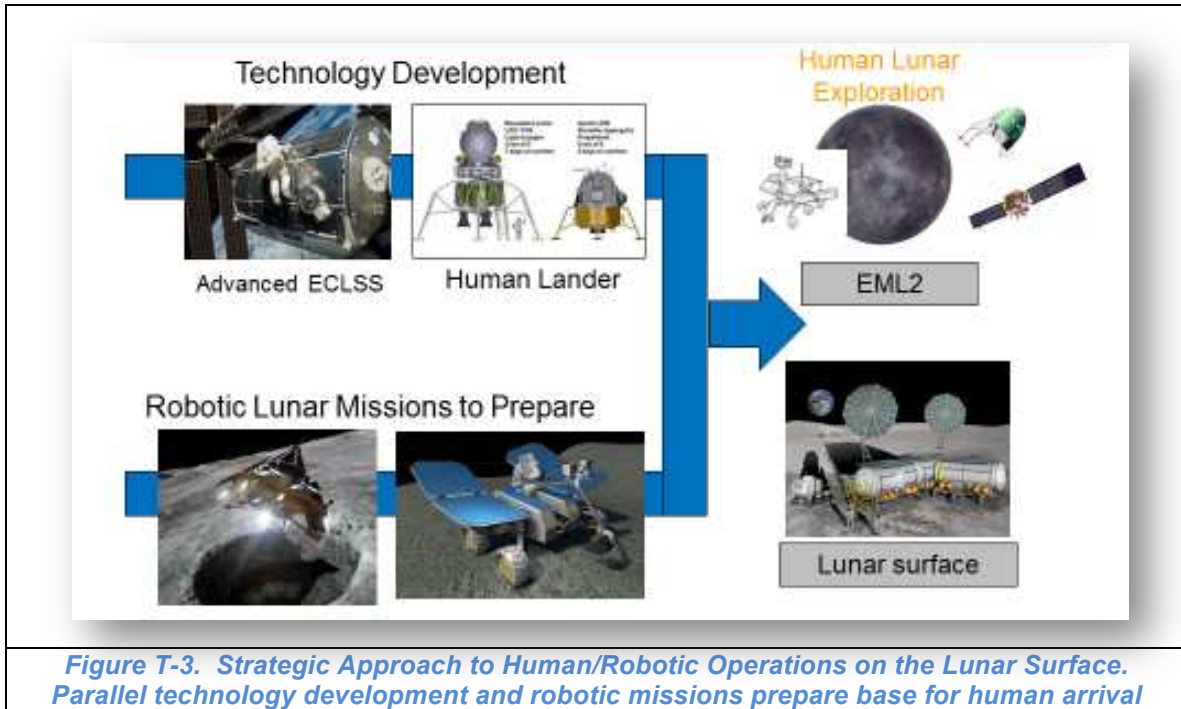 Technology Development
Human Lunar
Exploration
Advanced ECLSS
Human Lander
EML2
Robotic Lunar Missions to Prepare
Lunar surface
Figure T-3. Strategic Approach to Human/Robotic Operations on the Lunar Surface.
Parallel technology development and robotic missions prepare base for human arrival